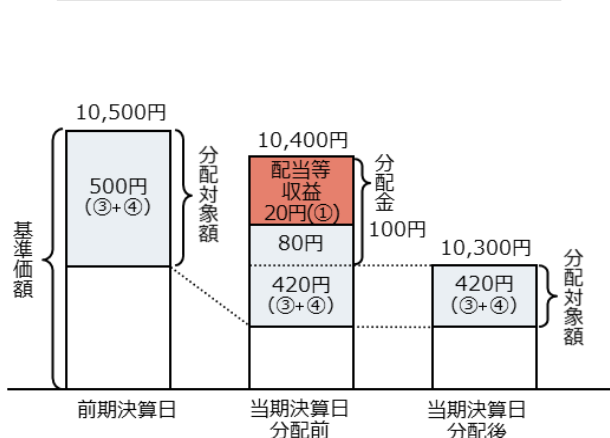 10,500円
500円
(③+④)
分配対象額
基準価額
10,400円
配当等
収益
20円(①)
80円
420円
(③+④)
分配金
100円
10,300円
420円
(③+④)
分配対象額
前期決算日
当期決算日
分配前
当期決算日
分配後